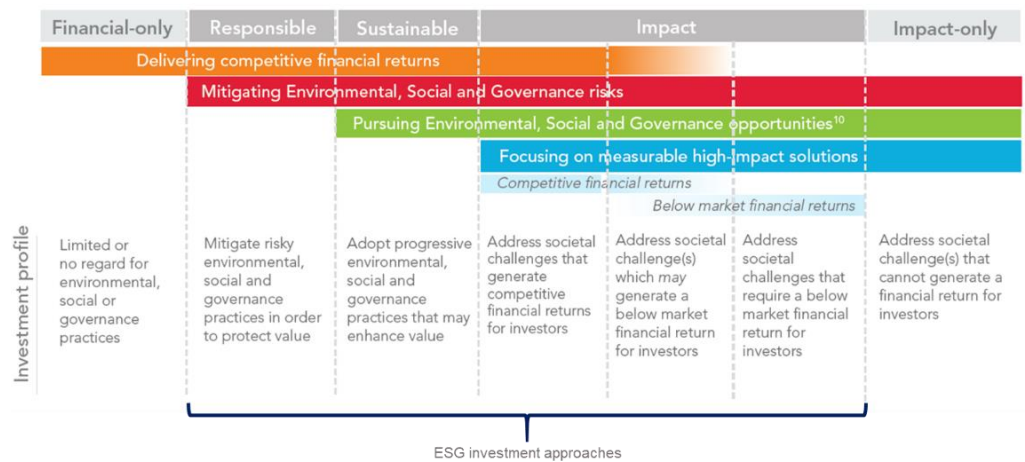 Financial-only
Responsible
Sustainable
Impact
Impact-only
Delivering competitive financial returns
Mitigating Environmental, Social and Governance risks
Pursuing Environmental, Social and Governance opportunities10
Focusing on measurable high-impact solutions
Competitive financial returns
Below market financial returns
Investment profile
Limited or
no regard for
environmental,
social or
governance
practices
Mitigate risky
environmental,
social and
governance
practices in order
to protect value
Adopt progressive
environmental,
social and
governance
practices that may
enhance value
Address societal
challenges that
generate
competitive
financial returns
for investors
Address societal
challenge(s)
which may
generate a
below market
financial return
for investors
Address
societal
challenges that
require a below
market financial
return for
investors
Address societal
challenge(s) that
cannot generate a
financial return for
investors
ESG investment approaches